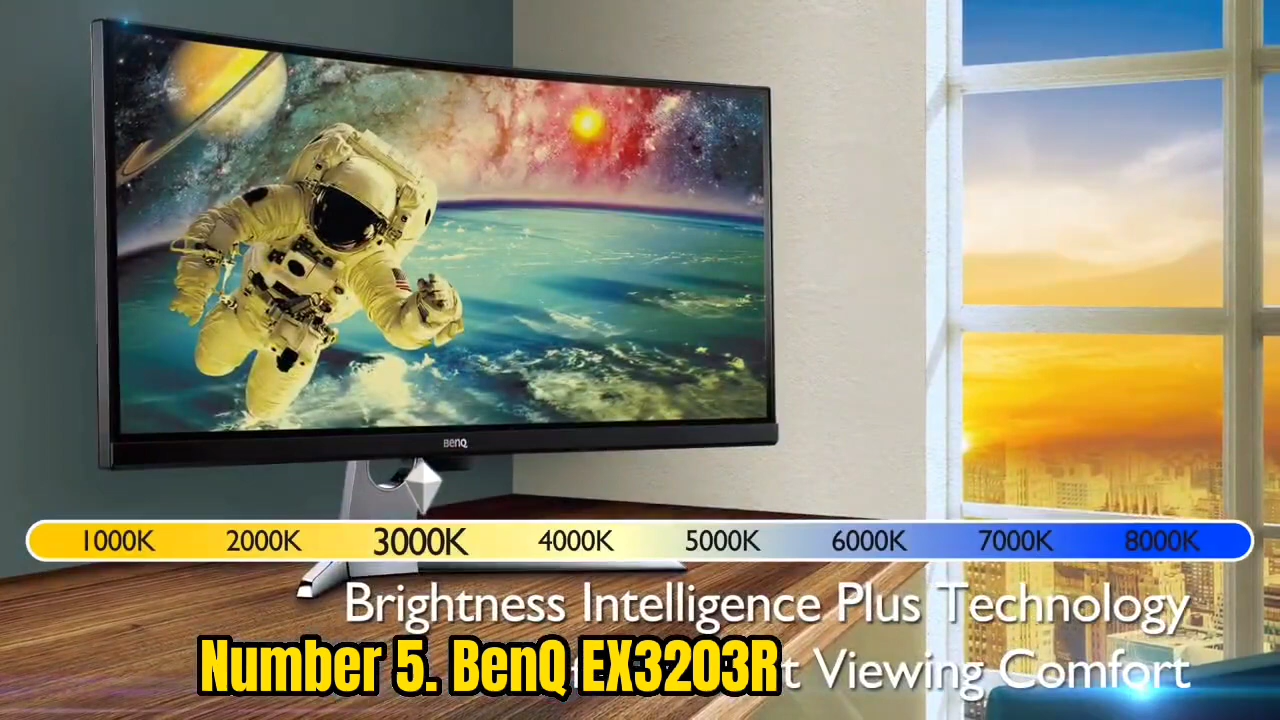 BenQ
1000K 2000K 3000K 4000K 5000K 6000K 7000K 8000K
Brightness Intelligence Plus Technology
Viewing Comfort
Number 5. BenQ EX3203R